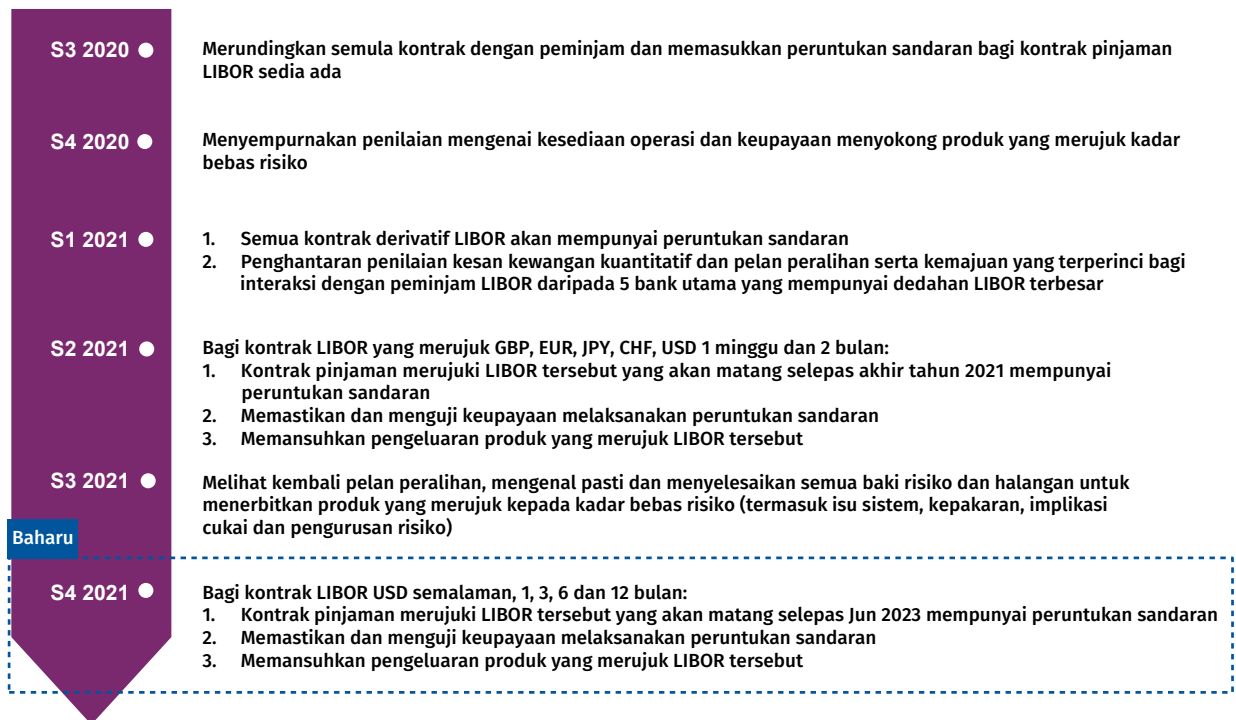 S3 2020
Merundingkan semula kontrak dengan peminjam dan memasukkan peruntukan sandaran bagi kontrak pinjaman
LIBOR sedia ada
S4 2020
Menyempurnakan penilaian mengenai kesediaan operasi dan keupayaan menyokong produk yang merujuk kadar
bebas risiko
S1 2021
1. Semua kontrak derivatif LIBOR akan mempunyai peruntukan sandaran
2. Penghantaran penilaian kesan kewangan kuantitatif dan pelan peralihan serta kemajuan yang terperinci bagi
interaksi dengan peminjam LIBOR daripada 5 bank utama yang mempunyai dedahan LIBOR terbesar
S2 2021
Bagi kontrak LIBOR yang merujuk GBP, EUR, JPY, CHF, USD 1 minggu dan 2 bulan:
1. Kontrak pinjaman merujuki LIBOR tersebut yang akan matang selepas akhir tahun 2021 mempunyai
peruntukan sandaran
2. Memastikan dan menguji keupayaan melaksanakan peruntukan sandaran
3. Memansuhkan pengeluaran produk yang merujuk LIBOR tersebut
S3 2021
Melihat kembali pelan peralihan, mengenal pasti dan menyelesaikan semua baki risiko dan halangan untuk
menerbitkan produk yang merujuk kepada kadar bebas risiko (termasuk isu sistem, kepakaran, implikasi
cukai dan pengurusan risiko)
Baharu
S4 2021
Bagi kontrak LIBOR USD semalaman, 1, 3, 6 dan 12 bulan:
1. Kontrak pinjaman merujuki LIBOR tersebut yang akan matang selepas Jun 2023 mempunyai peruntukan sandaran
2. Memastikan dan menguji keupayaan melaksanakan peruntukan sandaran
3. Memansuhkan pengeluaran produk yang merujuk LIBOR tersebut